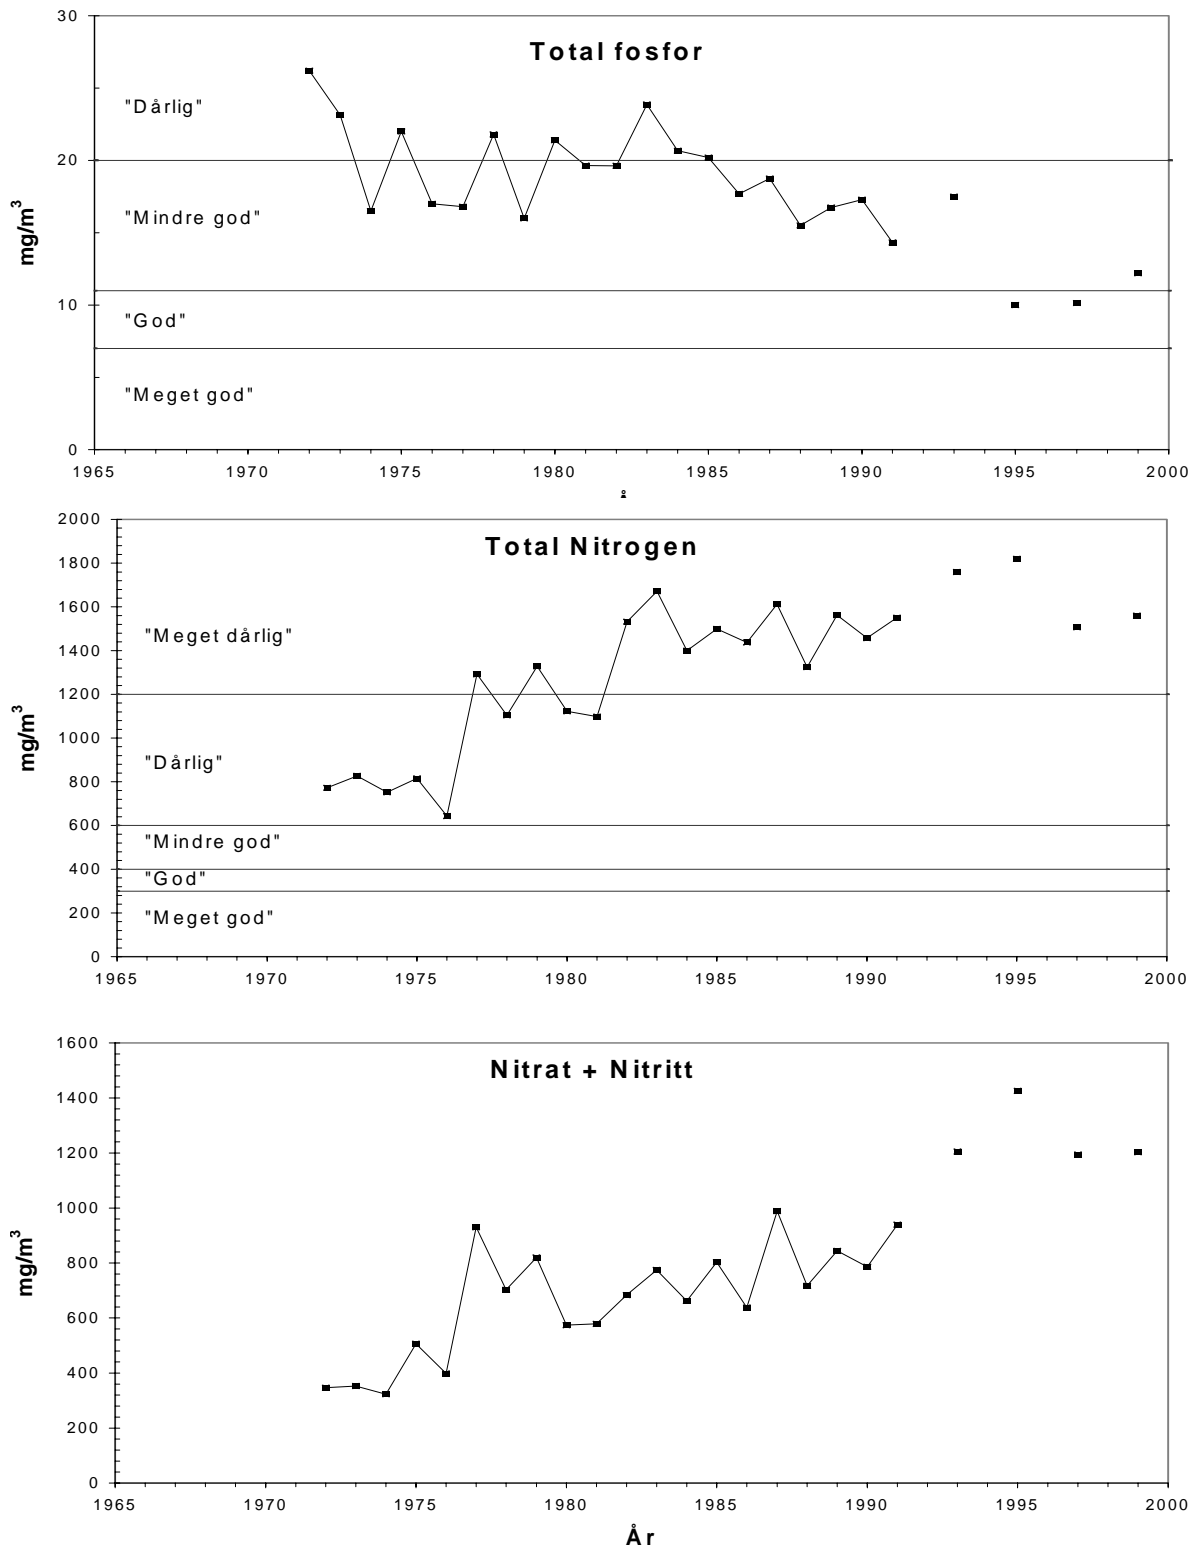 Total fosfor
30
"Dårlig"
20
"Mindre god"
mg/m³
10
"God"
"Meget god"
0
1965 1970 1975 1980 1985 1990 1995 2000
Total Nitrogen
2000
1800
1600
"Meget dårlig"
1400
1200
mg/m³
1000
"Dårlig"
800
600
"Mindre god"
400
"God"
200
"Meget god"
0
1965 1970 1975 1980 1985 1990 1995 2000
Nitrat + Nitritt
1600
1400
1200
1000
mg/m³
800
600
400
200
0
1965 1970 1975 1980 1985 1990 1995 2000
År